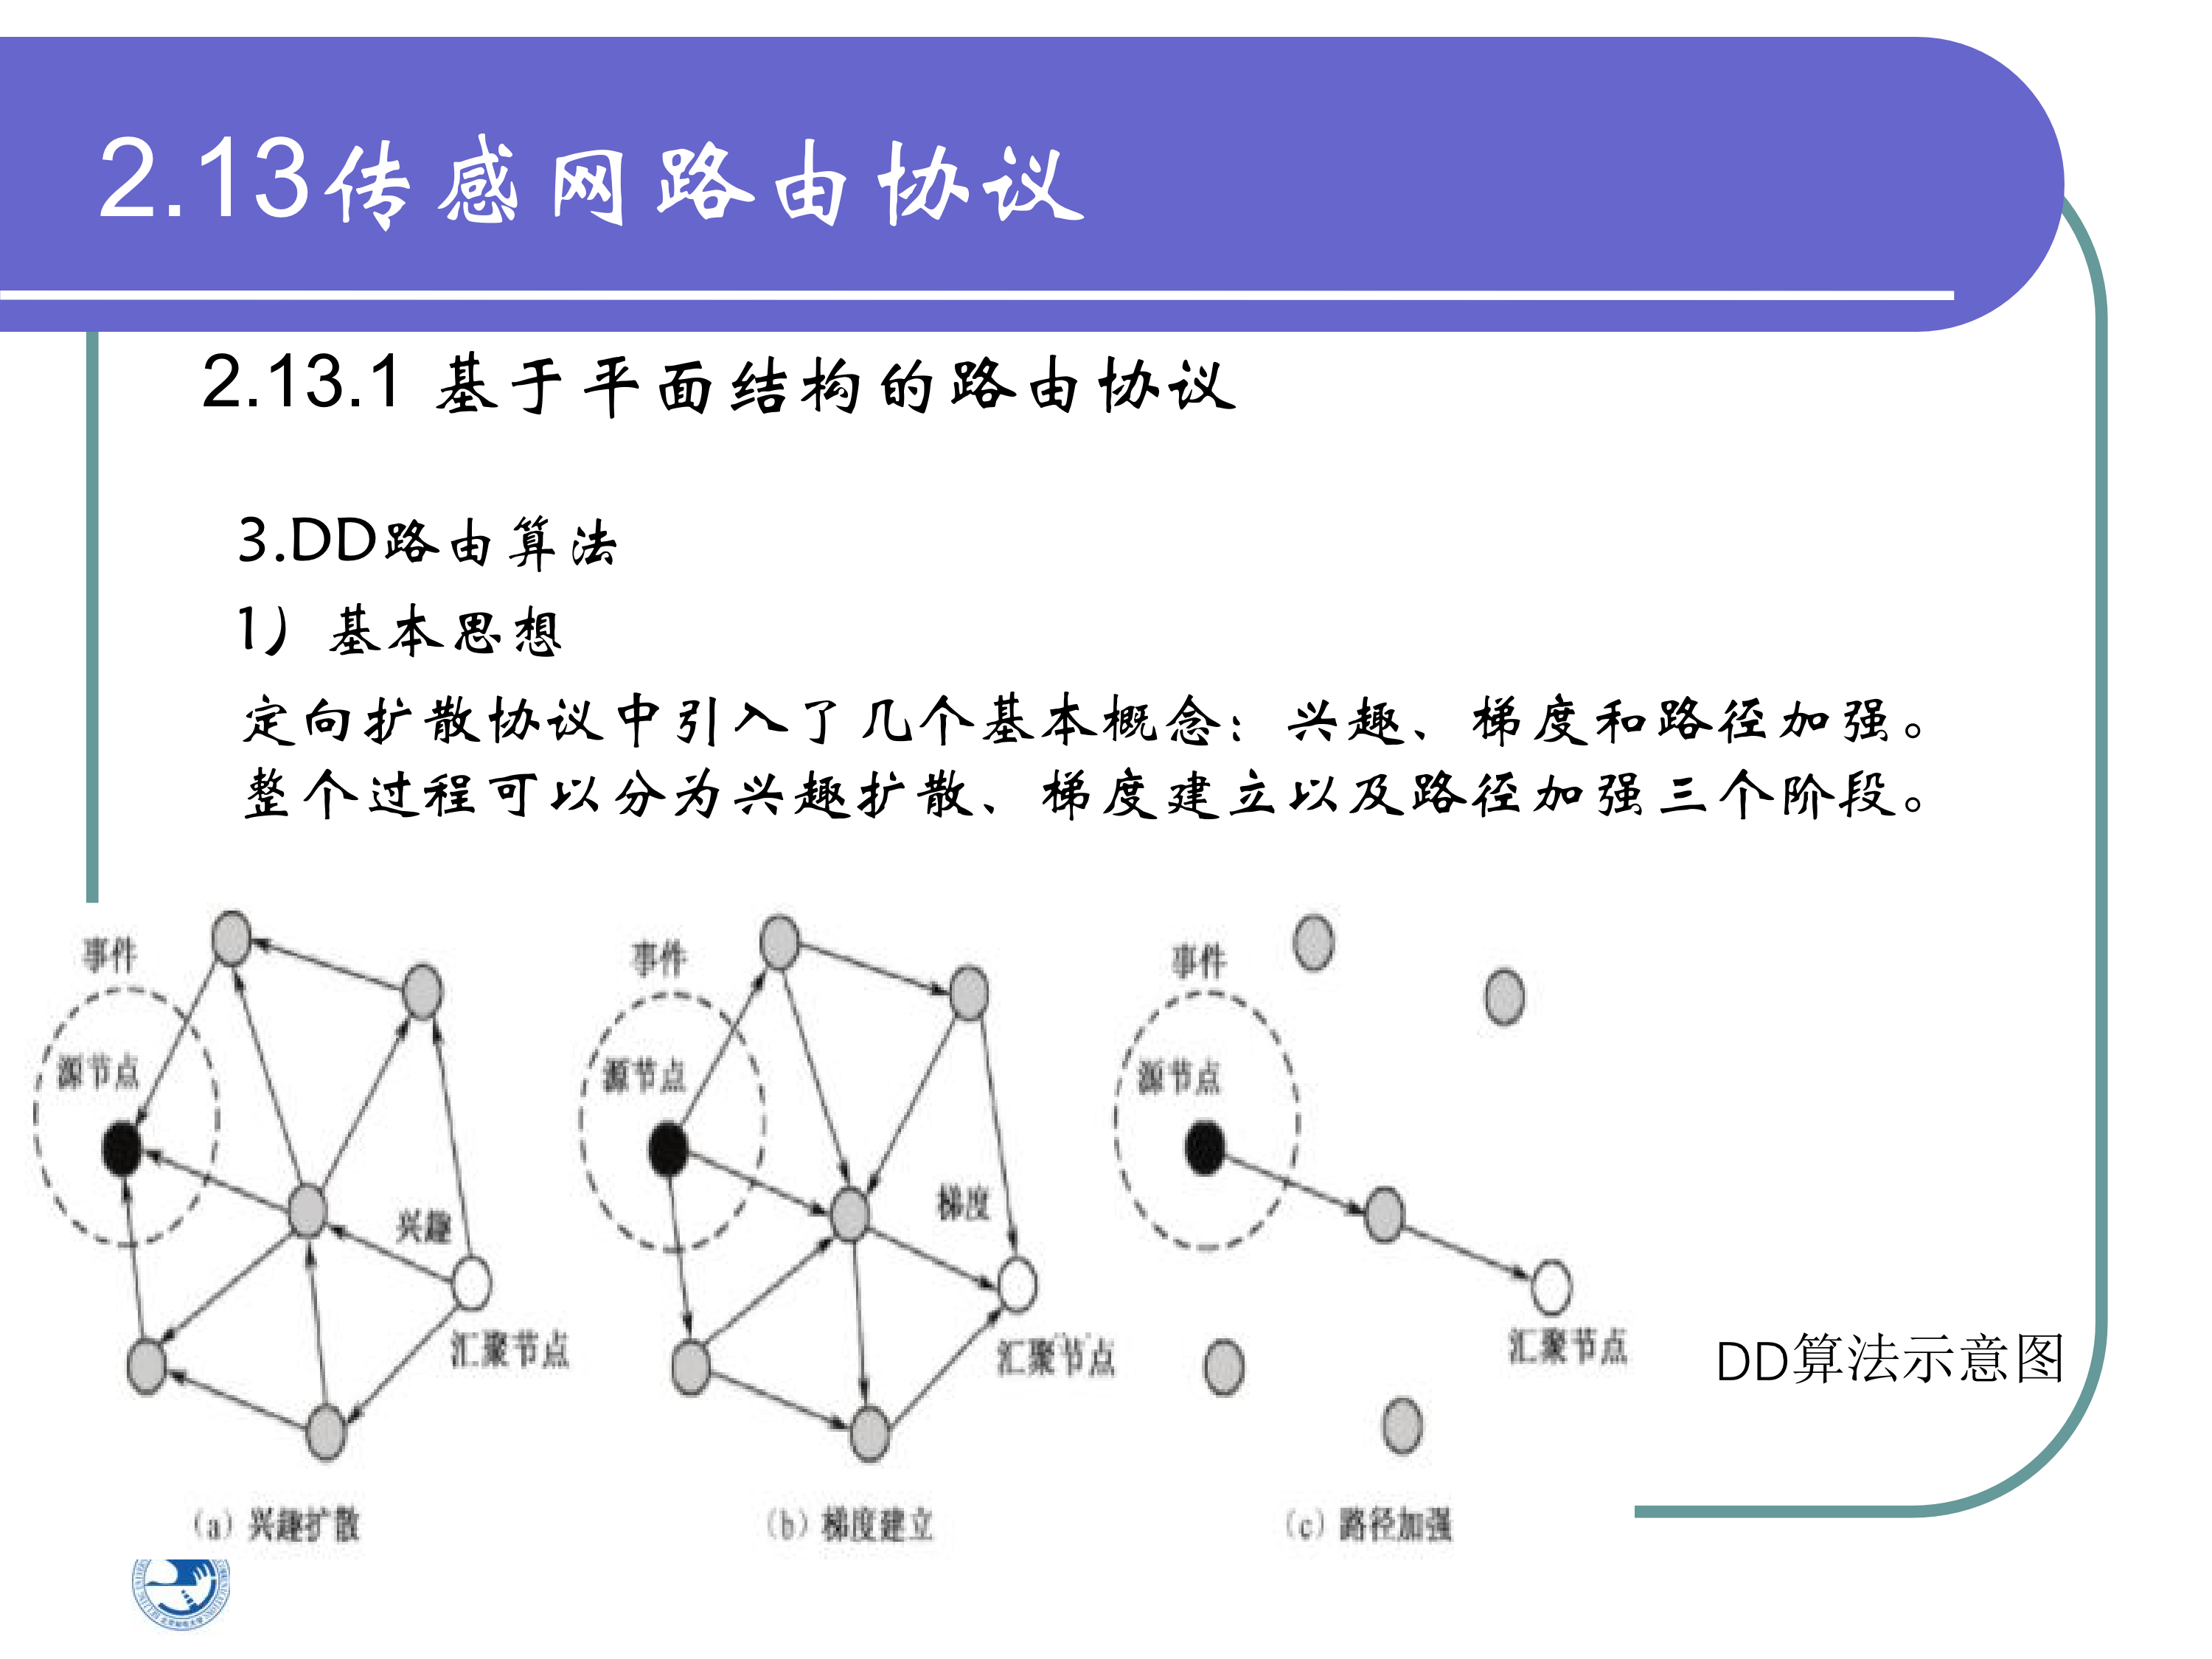 2.13传感网路由协议
2.13.1 基于平面结构的路由协议
3.DD路由算法
1）基本思想
定向扩散协议中引入了几个基本概念：兴趣、梯度和路径加强。
整个过程可以分为兴趣扩散、梯度建立以及路径加强三个阶段。
事件
源节点
兴趣
汇聚节点
（a）兴趣扩散
事件
源节点
梯度
汇聚节点
（b）梯度建立
事件
源节点
汇聚节点
（c）路径加强
DD算法示意图